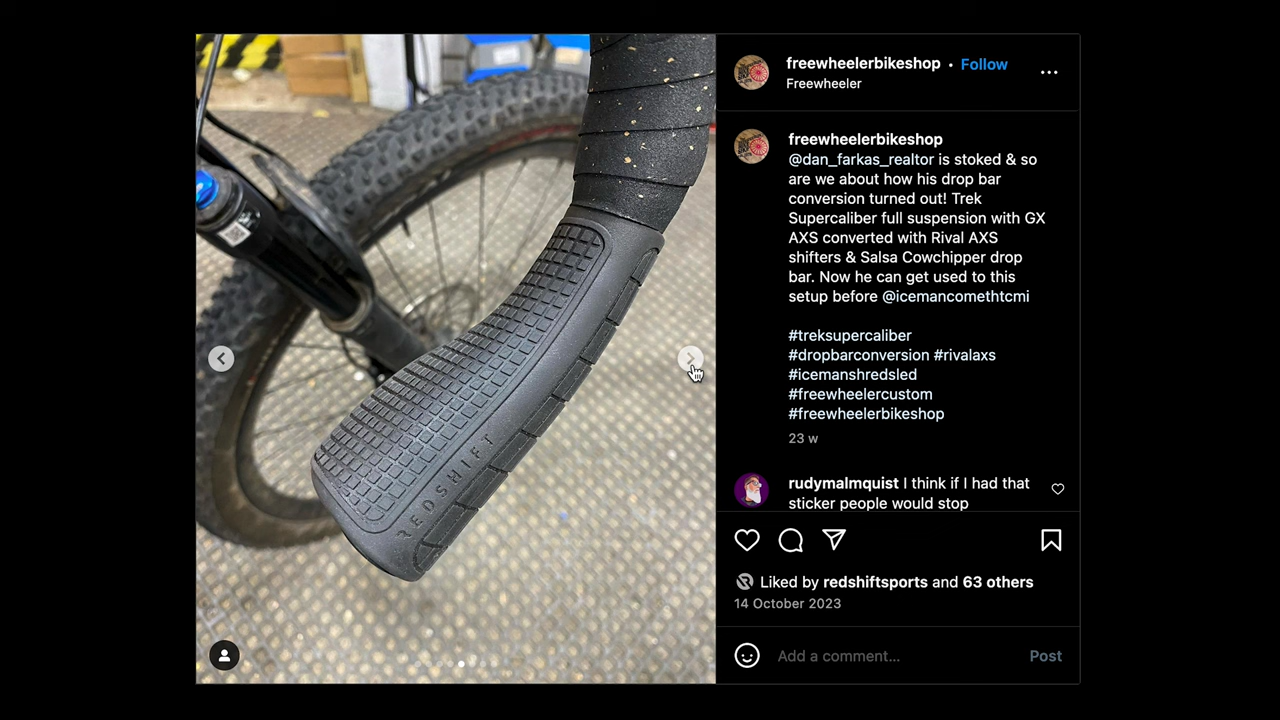 freewheelerbikeshop • Follow
Freewheeler
freewheelerbikeshop
@dan_farkas_realtor is stoked & so
are we about how his drop bar
conversion turned out! Trek
Supercaliber full suspension with GX
AXS converted with Rival AXS
shifters & Salsa Cowchipper drop
bar. Now he can get used to this
setup before @icemancomethtcmi
#treksupercaliber
#dropbarconversion #rivalaxs
#icemanshredsled
#freewheelercustom
#freewheelerbikeshop
23 w
rudymalmquist I think if I had that
sticker people would stop
Liked by redshiftsports and 63 others
14 October 2023
Add a comment... Post
REDSHIFT